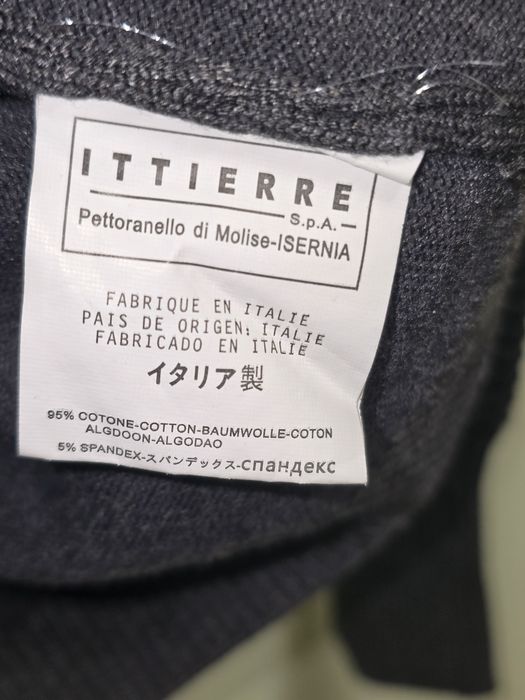 ITTIERRE
S.p.A.
Pettoranello di Molise-ISERNIA
FABRIQUE EN ITALIE
PAIS DE ORIGEN: ITALIE
FABRICADO EN ITALIE
イタリア製
95% COTONE-COTTON-BAUMWOLLE-COTON
ALGDOON-ALGODAO
5% SPANDEX-スパンデックス-спандекс